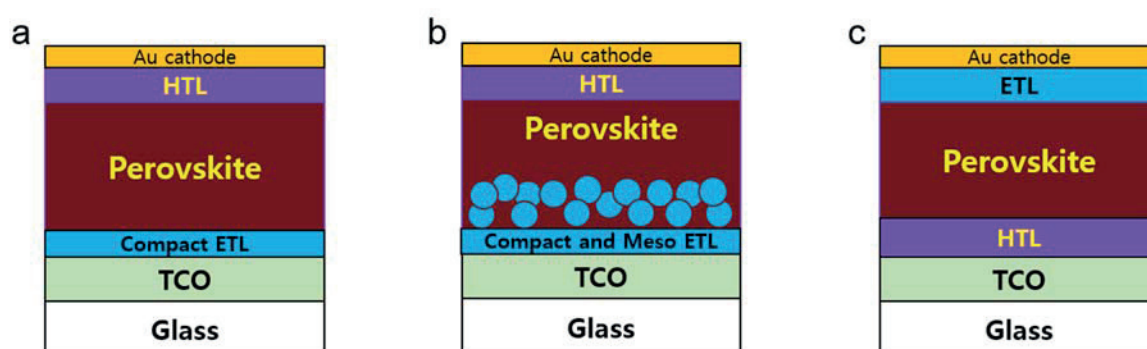 a
Au cathode
HTL
Perovskite
Compact ETL
TCO
Glass
b
Au cathode
HTL
Perovskite
Compact and Meso ETL
TCO
Glass
c
Au cathode
ETL
Perovskite
HTL
TCO
Glass